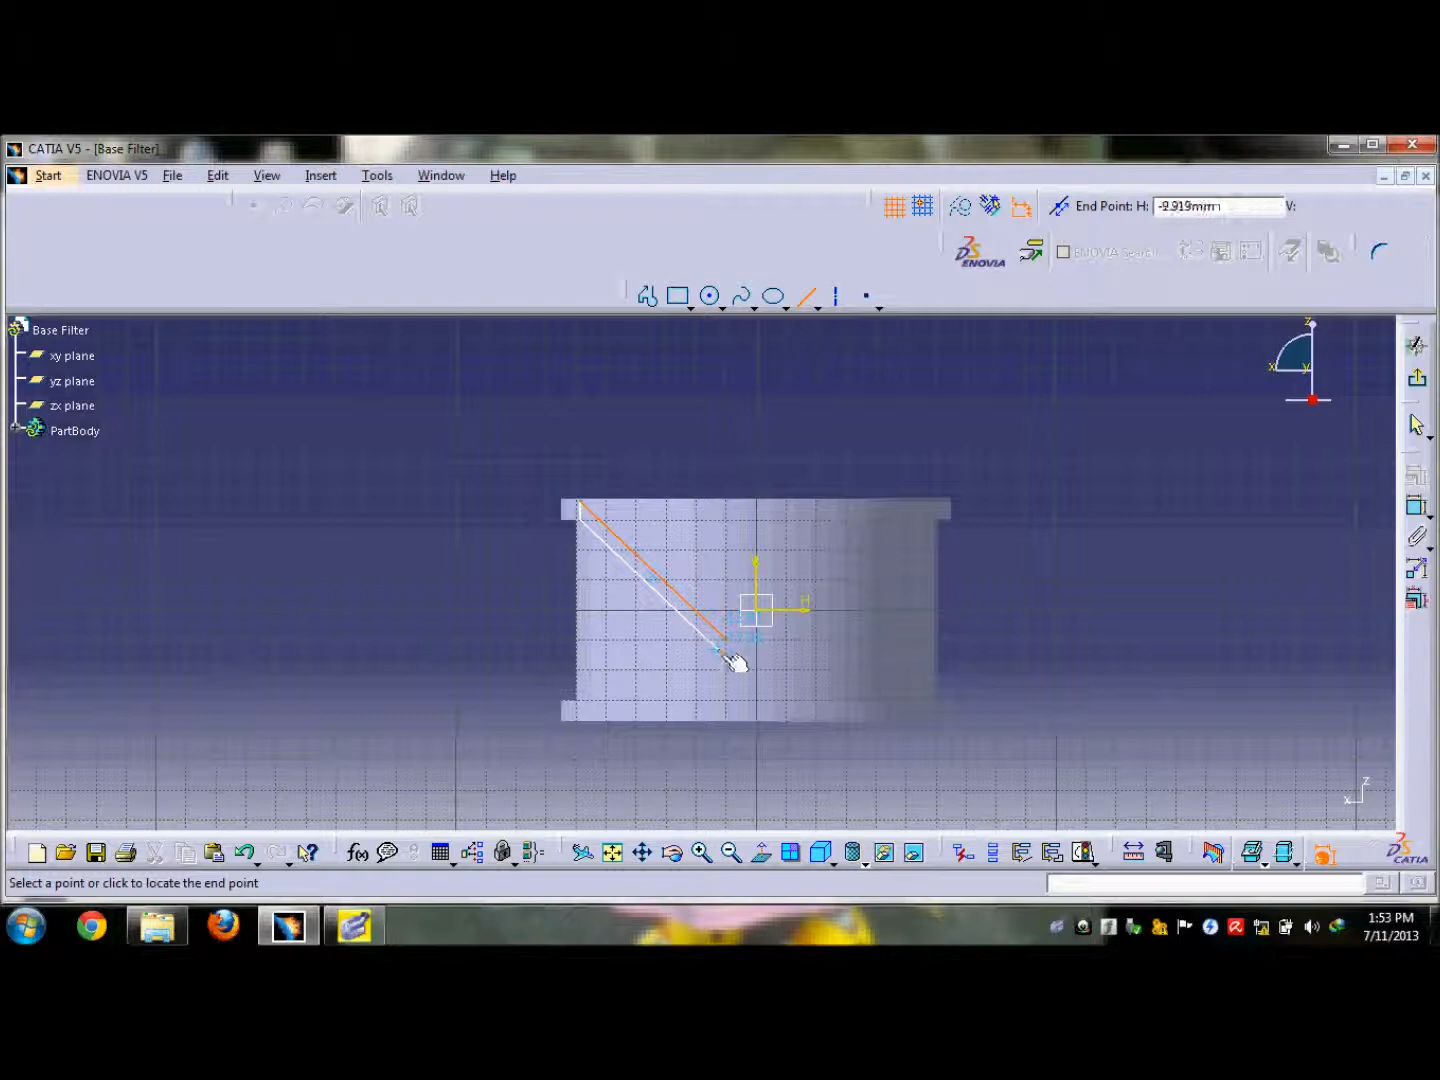 CATIA V5 - [Base Filter]
Start ENOVIA V5 File Edit View Insert Tools Window Help
End Point: H: -9.919mm V:
ENOVIA
Base Filter
xy plane
yz plane
zx plane
PartBody
z
x y
H
z
x
f(x)
CATIA
Select a point or click to locate the end point
1:53 PM
7/11/2013